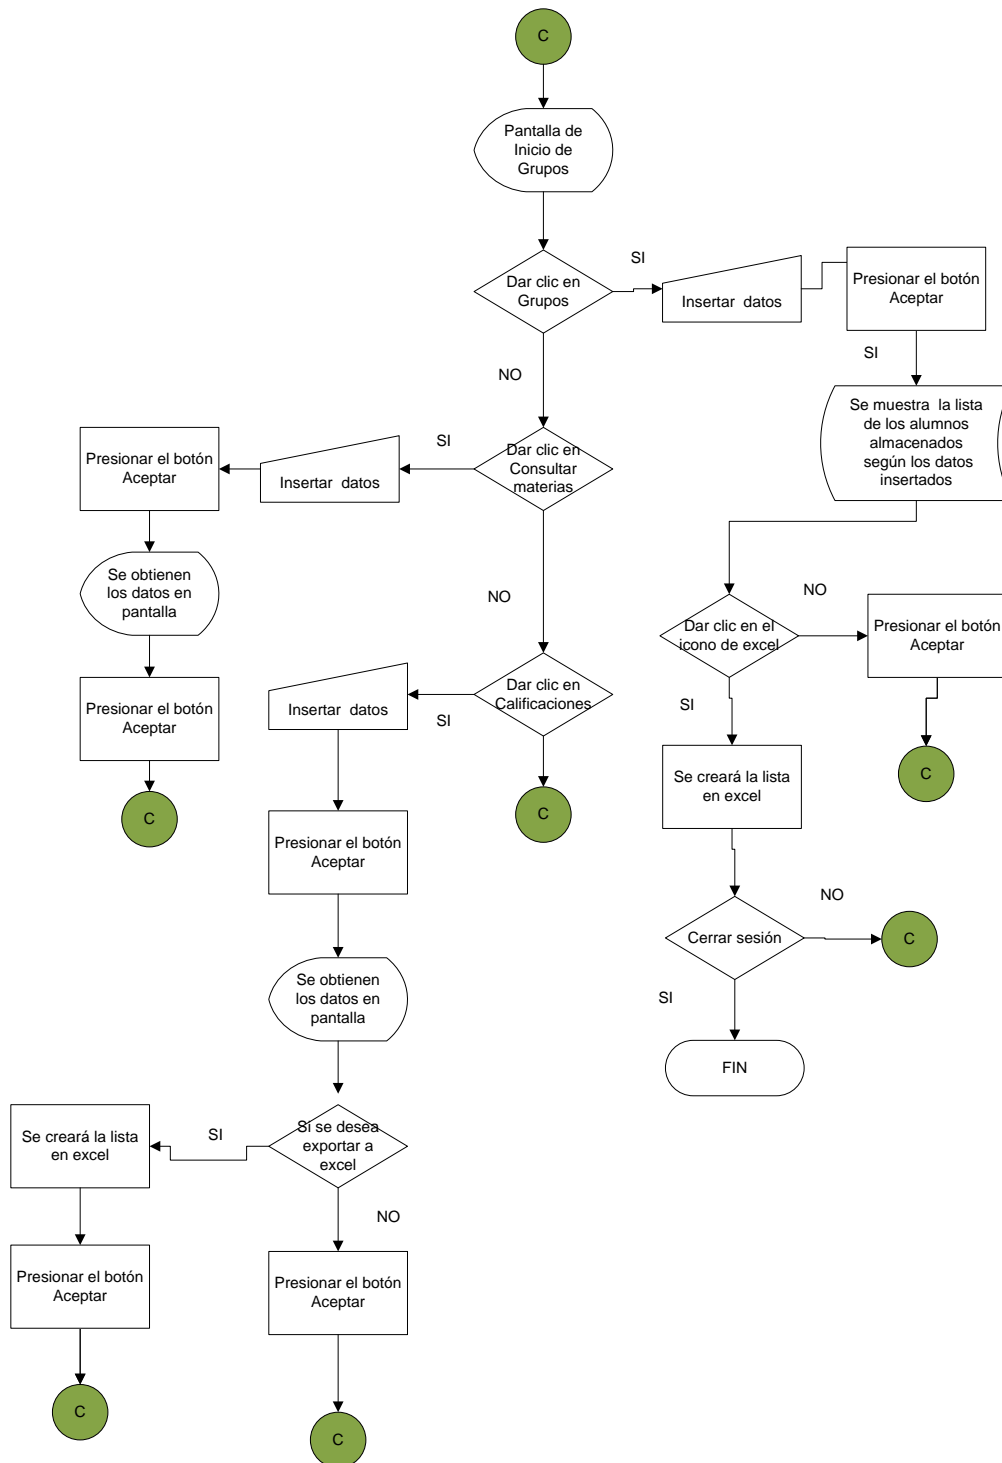 C
Pantalla de
Inicio de
Grupos
Dar clic en
Grupos
SI
Insertar datos
Presionar el botón
Aceptar
SI
Se muestra la lista
de los alumnos
almacenados
según los datos
insertados
NO
Dar clic en
Consultar
materias
SI
Insertar datos
Presionar el botón
Aceptar
Se obtienen
los datos en
pantalla
Presionar el botón
Aceptar
C
NO
Dar clic en
Calificaciones
SI
Insertar datos
C
Presionar el botón
Aceptar
Se obtienen
los datos en
pantalla
Si se desea
exportar a
excel
SI
Se creará la lista
en excel
Presionar el botón
Aceptar
C
NO
Presionar el botón
Aceptar
C
Dar clic en el
icono de excel
NO
Presionar el botón
Aceptar
C
SI
Se creará la lista
en excel
Cerrar sesión
NO
C
SI
FIN